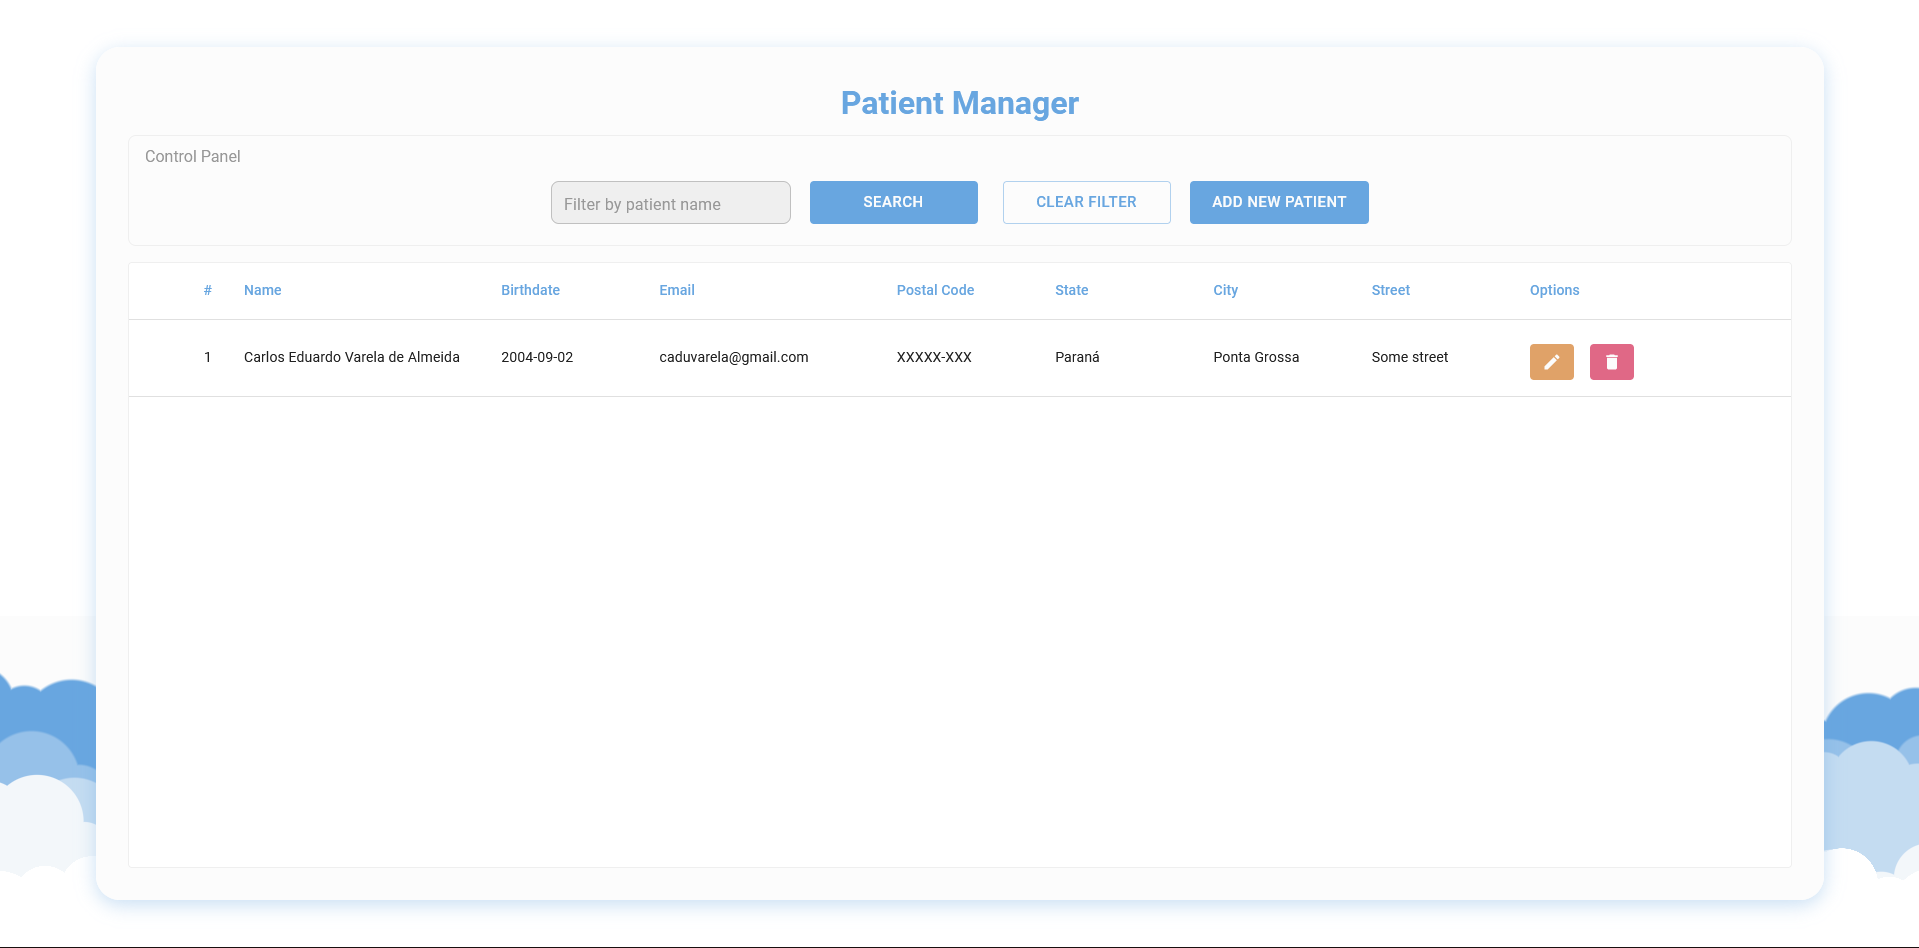 Patient Manager
Control Panel
Filter by patient name SEARCH CLEAR FILTER ADD NEW PATIENT
# Name Birthdate Email Postal Code State City Street Options
1 Carlos Eduardo Varela de Almeida 2004-09-02 caduvarela@gmail.com XXXXX-XXX Paraná Ponta Grossa Some street